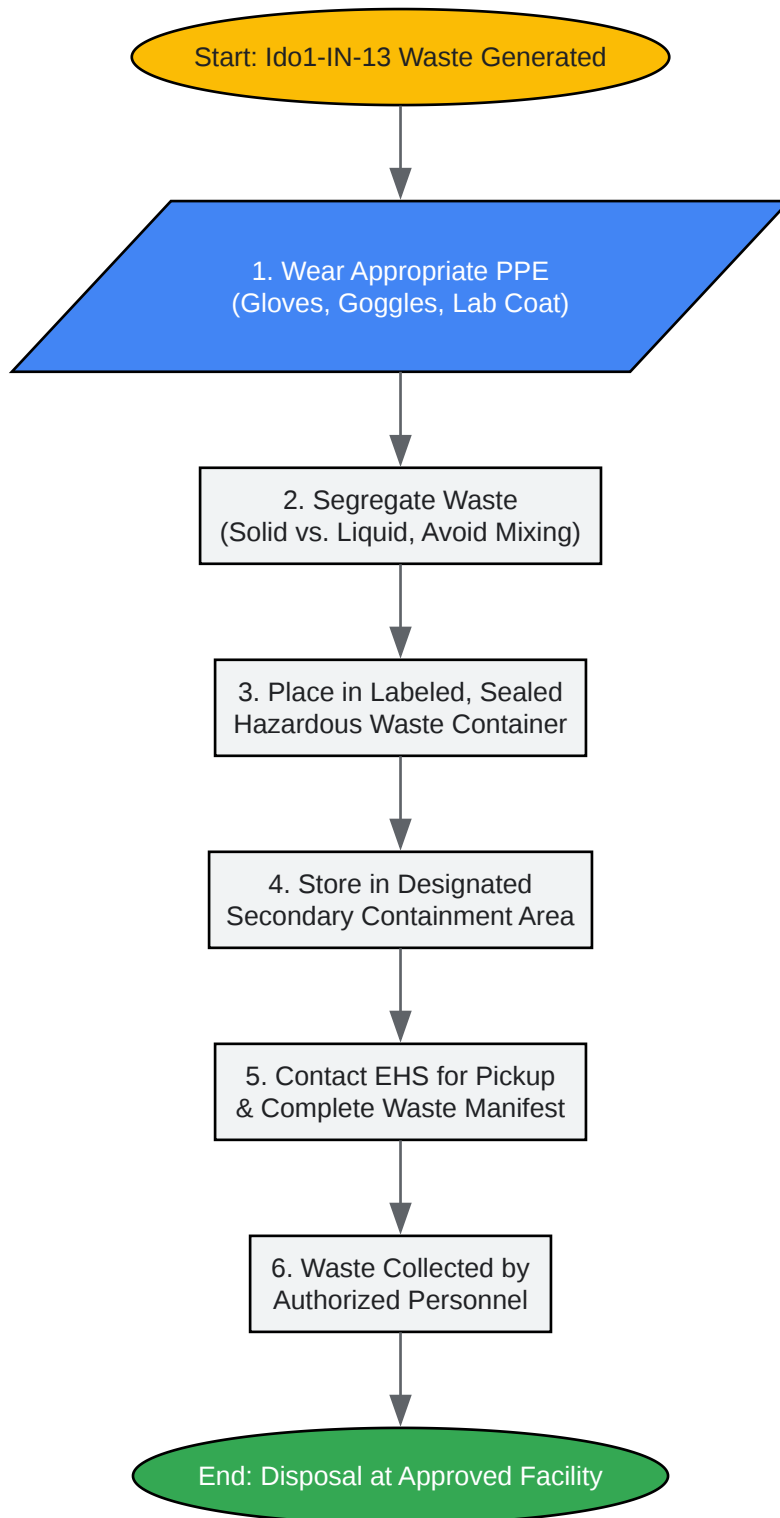 Start: Ido1-IN-13 Waste Generated
1. Wear Appropriate PPE
(Gloves, Goggles, Lab Coat)
2. Segregate Waste
(Solid vs. Liquid, Avoid Mixing)
3. Place in Labeled, Sealed
Hazardous Waste Container
4. Store in Designated
Secondary Containment Area
5. Contact EHS for Pickup
& Complete Waste Manifest
6. Waste Collected by
Authorized Personnel
End: Disposal at Approved Facility